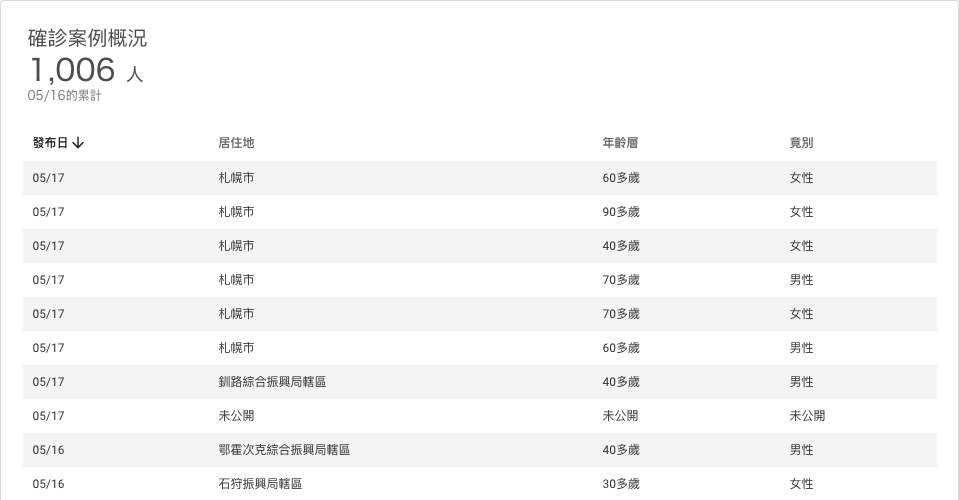 確診案例概況
1,006 人
05/16的累計
發布日 居住地 年齡層 竟別
05/17 札幌市 60多歲 女性
05/17 札幌市 90多歲 女性
05/17 札幌市 40多歲 女性
05/17 札幌市 70多歲 男性
05/17 札幌市 70多歲 女性
05/17 札幌市 60多歲 男性
05/17 釧路綜合振興局轄區 40多歲 男性
05/17 未公開 未公開 未公開
05/16 鄂霍次克綜合振興局轄區 40多歲 男性
05/16 石狩振興局轄區 30多歲 女性